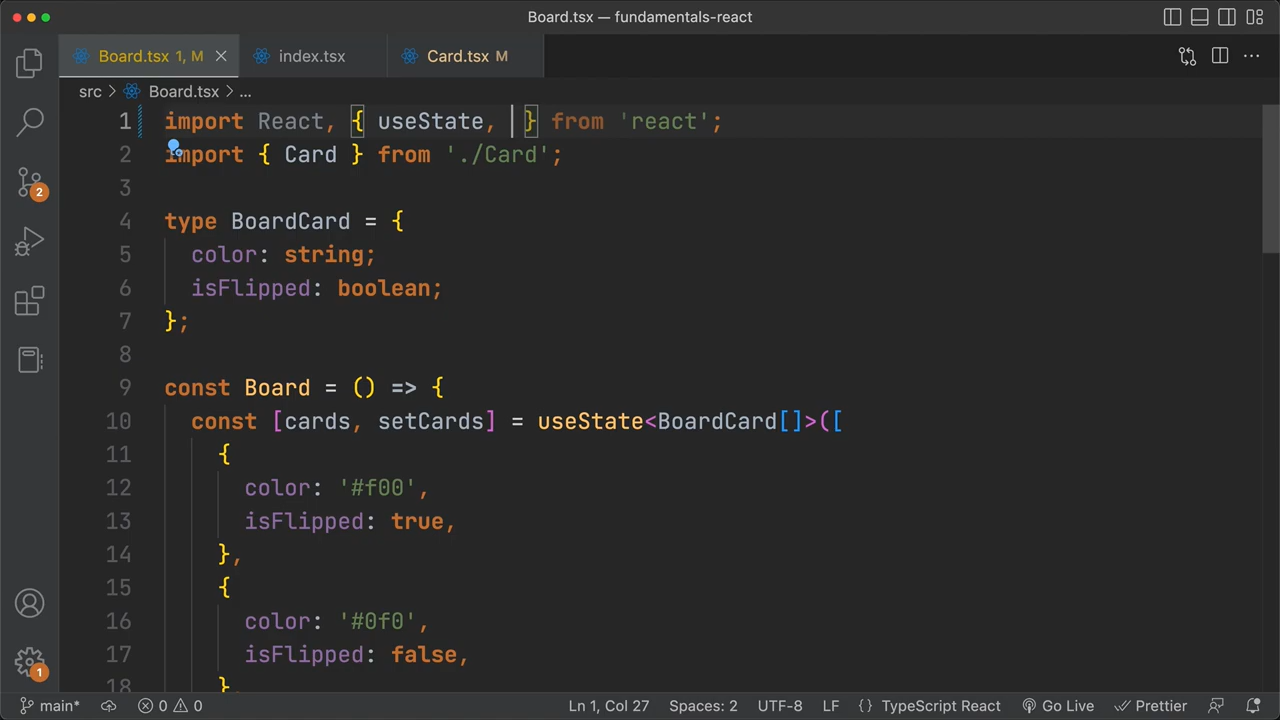 Board.tsx — fundamentals-react
Board.tsx 1, M
index.tsx
Card.tsx M
src > Board.tsx > ...
1 import React, { useState, } from 'react';
2 import { Card } from './Card';
3
4 type BoardCard = {
5 color: string;
6 isFlipped: boolean;
7 };
8
9 const Board = () => {
10 const [cards, setCards] = useState<BoardCard[]>([
11 {
12 color: '#f00',
13 isFlipped: true,
14 },
15 {
16 color: '#0f0',
17 isFlipped: false,
18 },
2
1
main* 0 0 Ln 1, Col 27 Spaces: 2 UTF-8 LF {} TypeScript React Go Live Prettier